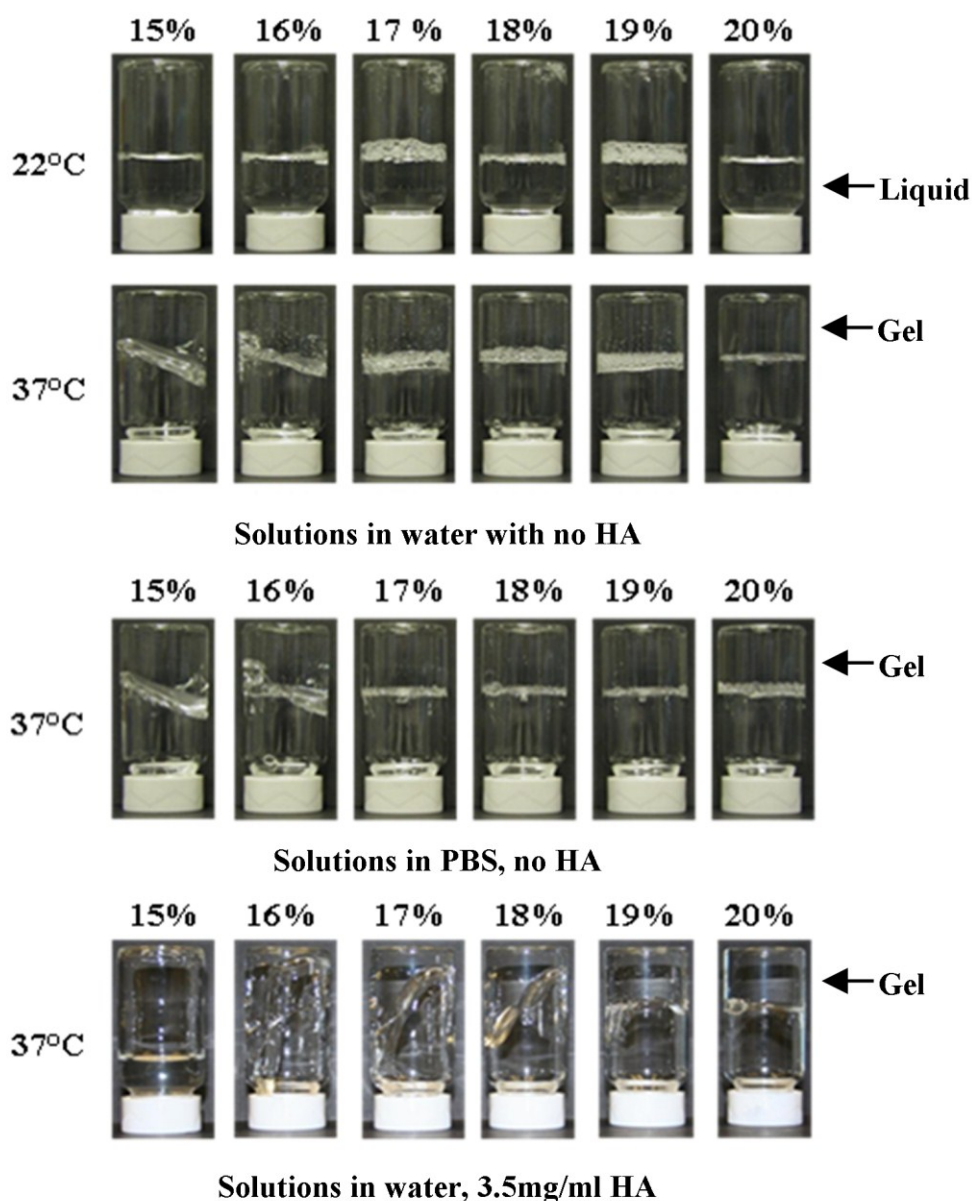 15% 16% 17 % 18% 19% 20%
22°C
Liquid
Gel
37°C
Solutions in water with no HA
15% 16% 17% 18% 19% 20%
Gel
37°C
Solutions in PBS, no HA
15% 16% 17% 18% 19% 20%
Gel
37°C
Solutions in water, 3.5mg/ml HA